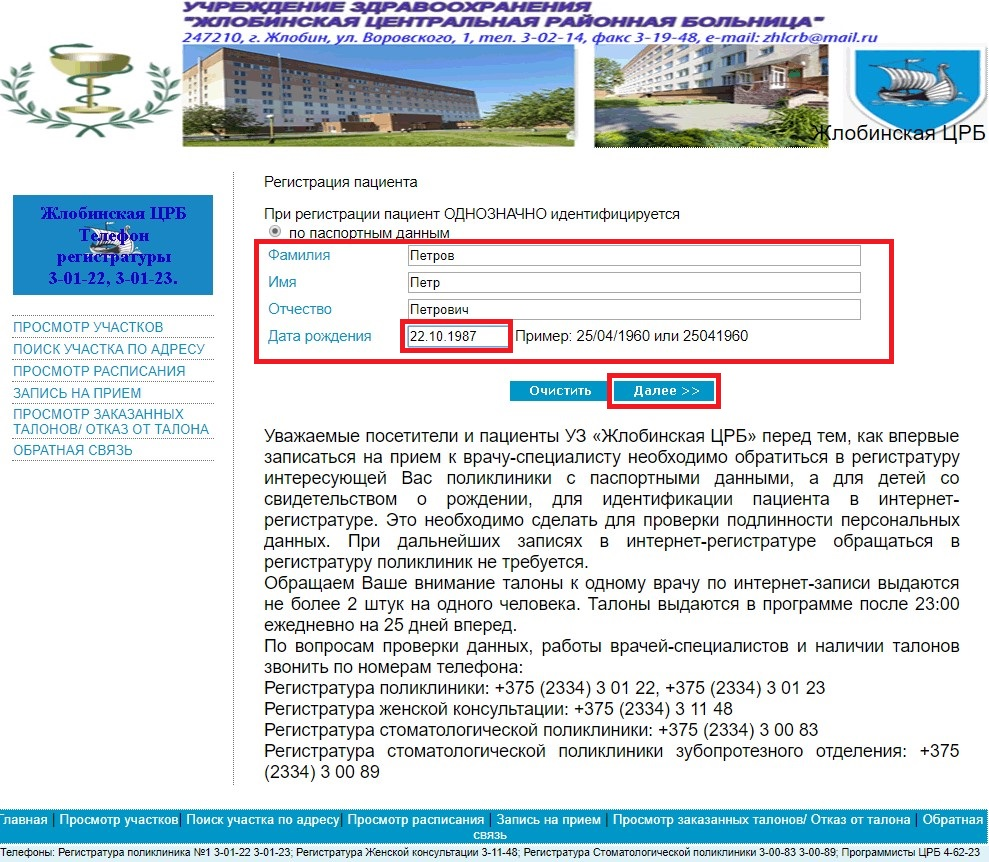 УЧРЕЖДЕНИЕ ЗДРАВООХРАНЕНИЯ
"ЖЛОБИНСКАЯ ЦЕНТРАЛЬНАЯ РАЙОННАЯ БОЛЬНИЦА"
247210, г. Жлобин, ул. Воровского, 1, тел. 3-02-14, факс 3-19-48, e-mail: zhlcrb@mail.ru
Жлобинская ЦРБ
Жлобинская ЦРБ
Телефон
регистратуры
3-01-22, 3-01-23.
ПРОСМОТР УЧАСТКОВ
ПОИСК УЧАСТКА ПО АДРЕСУ
ПРОСМОТР РАСПИСАНИЯ
ЗАПИСЬ НА ПРИЕМ
ПРОСМОТР ЗАКАЗАННЫХ
ТАЛОНОВ/ ОТКАЗ ОТ ТАЛОНА
ОБРАТНАЯ СВЯЗЬ
Регистрация пациента
При регистрации пациент ОДНОЗНАЧНО идентифицируется
по паспортным данным
Фамилия Петров
Имя Петр
Отчество Петрович
Дата рождения 22.10.1987 Пример: 25/04/1960 или 25041960
Очистить Далее >>
Уважаемые посетители и пациенты УЗ «Жлобинская ЦРБ» перед тем, как впервые
записаться на прием к врачу-специалисту необходимо обратиться в регистратуру
интересующей Вас поликлиники с паспортными данными, а для детей со
свидетельством о рождении, для идентификации пациента в интернет-
регистратуре. Это необходимо сделать для проверки подлинности персональных
данных. При дальнейших записях в интернет-регистратуре обращаться в
регистратуру поликлиник не требуется.
Обращаем Ваше внимание талоны к одному врачу по интернет-записи выдаются
не более 2 штук на одного человека. Талоны выдаются в программе после 23:00
ежедневно на 25 дней вперед.
По вопросам проверки данных, работы врачей-специалистов и наличии талонов
звонить по номерам телефона:
Регистратура поликлиники: +375 (2334) 3 01 22, +375 (2334) 3 01 23
Регистратура женской консультации: +375 (2334) 3 11 48
Регистратура стоматологической поликлиники: +375 (2334) 3 00 83
Регистратура стоматологической поликлиники зубопротезного отделения: +375
(2334) 3 00 89
Главная | Просмотр участков| Поиск участка по адресу| Просмотр расписания | Запись на прием | Просмотр заказанных талонов/ Отказ от талона | Обратная
связь
Телефоны: Регистратура поликлиника №1 3-01-22 3-01-23; Регистратура Женской консультации 3-11-48; Регистратура Стоматологической поликлиники 3-00-83 3-00-89; Программисты ЦРБ 4-62-23